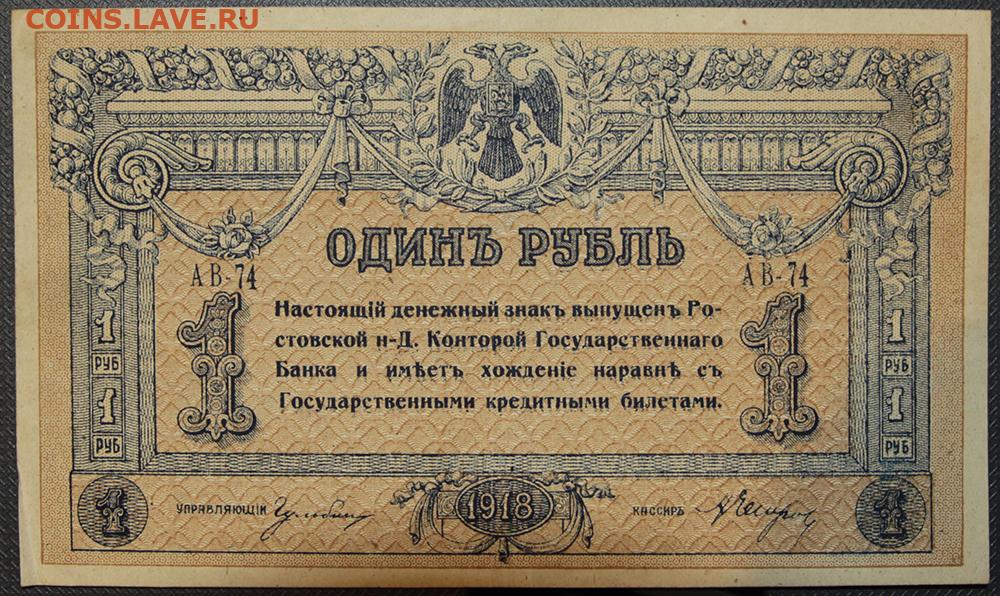 COINS.LAVE.RU
ОДИНЪ РУБЛЬ
АВ-74 АВ-74
1 1
Настоящій денежный знакъ выпущенъ Ро-
стовской н-Д. Конторой Государственнаго
Банка и имѣетъ хожденіе наравнѣ съ
Государственными кредитными билетами.
1 1
РУБ РУБ
1 1
РУБ РУБ
1 УПРАВЛЯЮЩІЙ 1918 КАССИРЪ 1